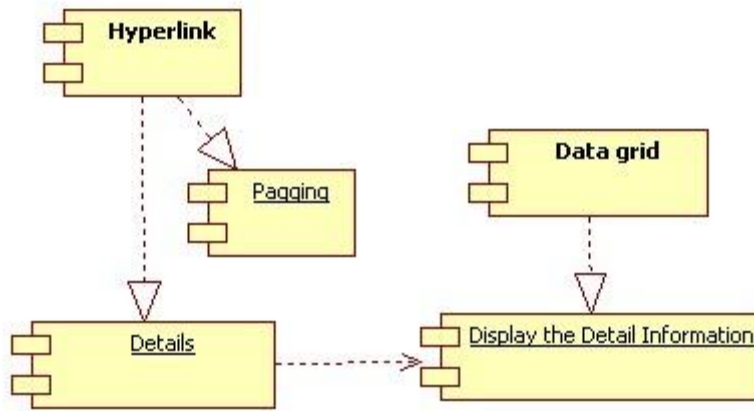 Hyperlink
Data grid
Pagging
Details
Display the Detail Information